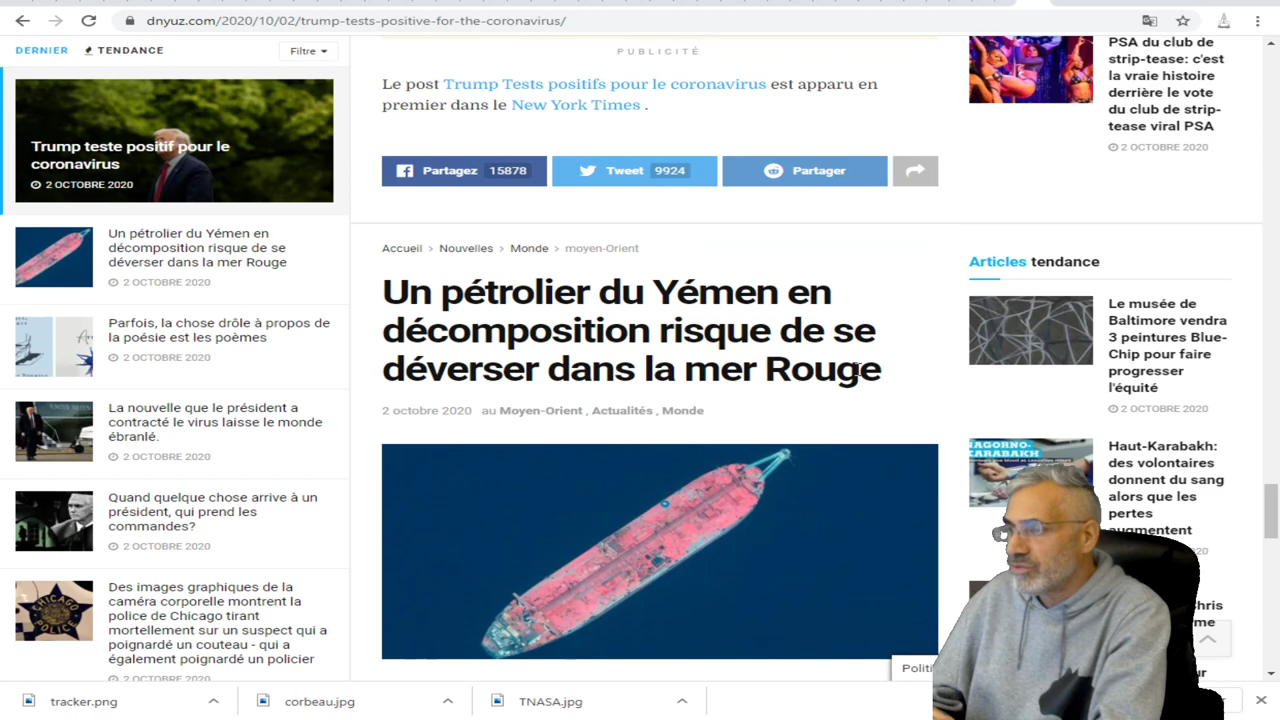 dnyuz.com/2020/10/02/trump-tests-positive-for-the-coronavirus/
DERNIER
TENDANCE
Filtre
Trump teste positif pour le
coronavirus
2 OCTOBRE 2020
Un pétrolier du Yémen en
décomposition risque de se
déverser dans la mer Rouge
2 OCTOBRE 2020
Parfois, la chose drôle à propos de
la poésie est les poèmes
2 OCTOBRE 2020
La nouvelle que le président a
contracté le virus laisse le monde
ébranlé.
2 OCTOBRE 2020
Quand quelque chose arrive à un
président, qui prend les
commandes?
2 OCTOBRE 2020
CHICAGO
POLICE
Des images graphiques de la
caméra corporelle montrent la
police de Chicago tirant
mortellement sur un suspect qui a
poignardé un couteau - qui a
également poignardé un policier
2 OCTOBRE 2020
PUBLICITÉ
Le post Trump Tests positifs pour le coronavirus est apparu en
premier dans le New York Times .
Partagez 15878
Tweet 9924
Partager
Accueil > Nouvelles > Monde > moyen-Orient
Un pétrolier du Yémen en
décomposition risque de se
déverser dans la mer Rouge
2 octobre 2020 au Moyen-Orient , Actualités , Monde
PSA du club de
strip-tease: c'est
la vraie histoire
derrière le vote
du club de strip-
tease viral PSA
2 OCTOBRE 2020
Articles tendance
Le musée de
Baltimore vendra
3 peintures Blue-
Chip pour faire
progresser
l'équité
2 OCTOBRE 2020
NAGORNO-
KARABAKH
Haut-Karabakh:
des volontaires
donnent du sang
alors que les
pertes
augmentent
tracker.png
corbeau.jpg
TNASA.jpg